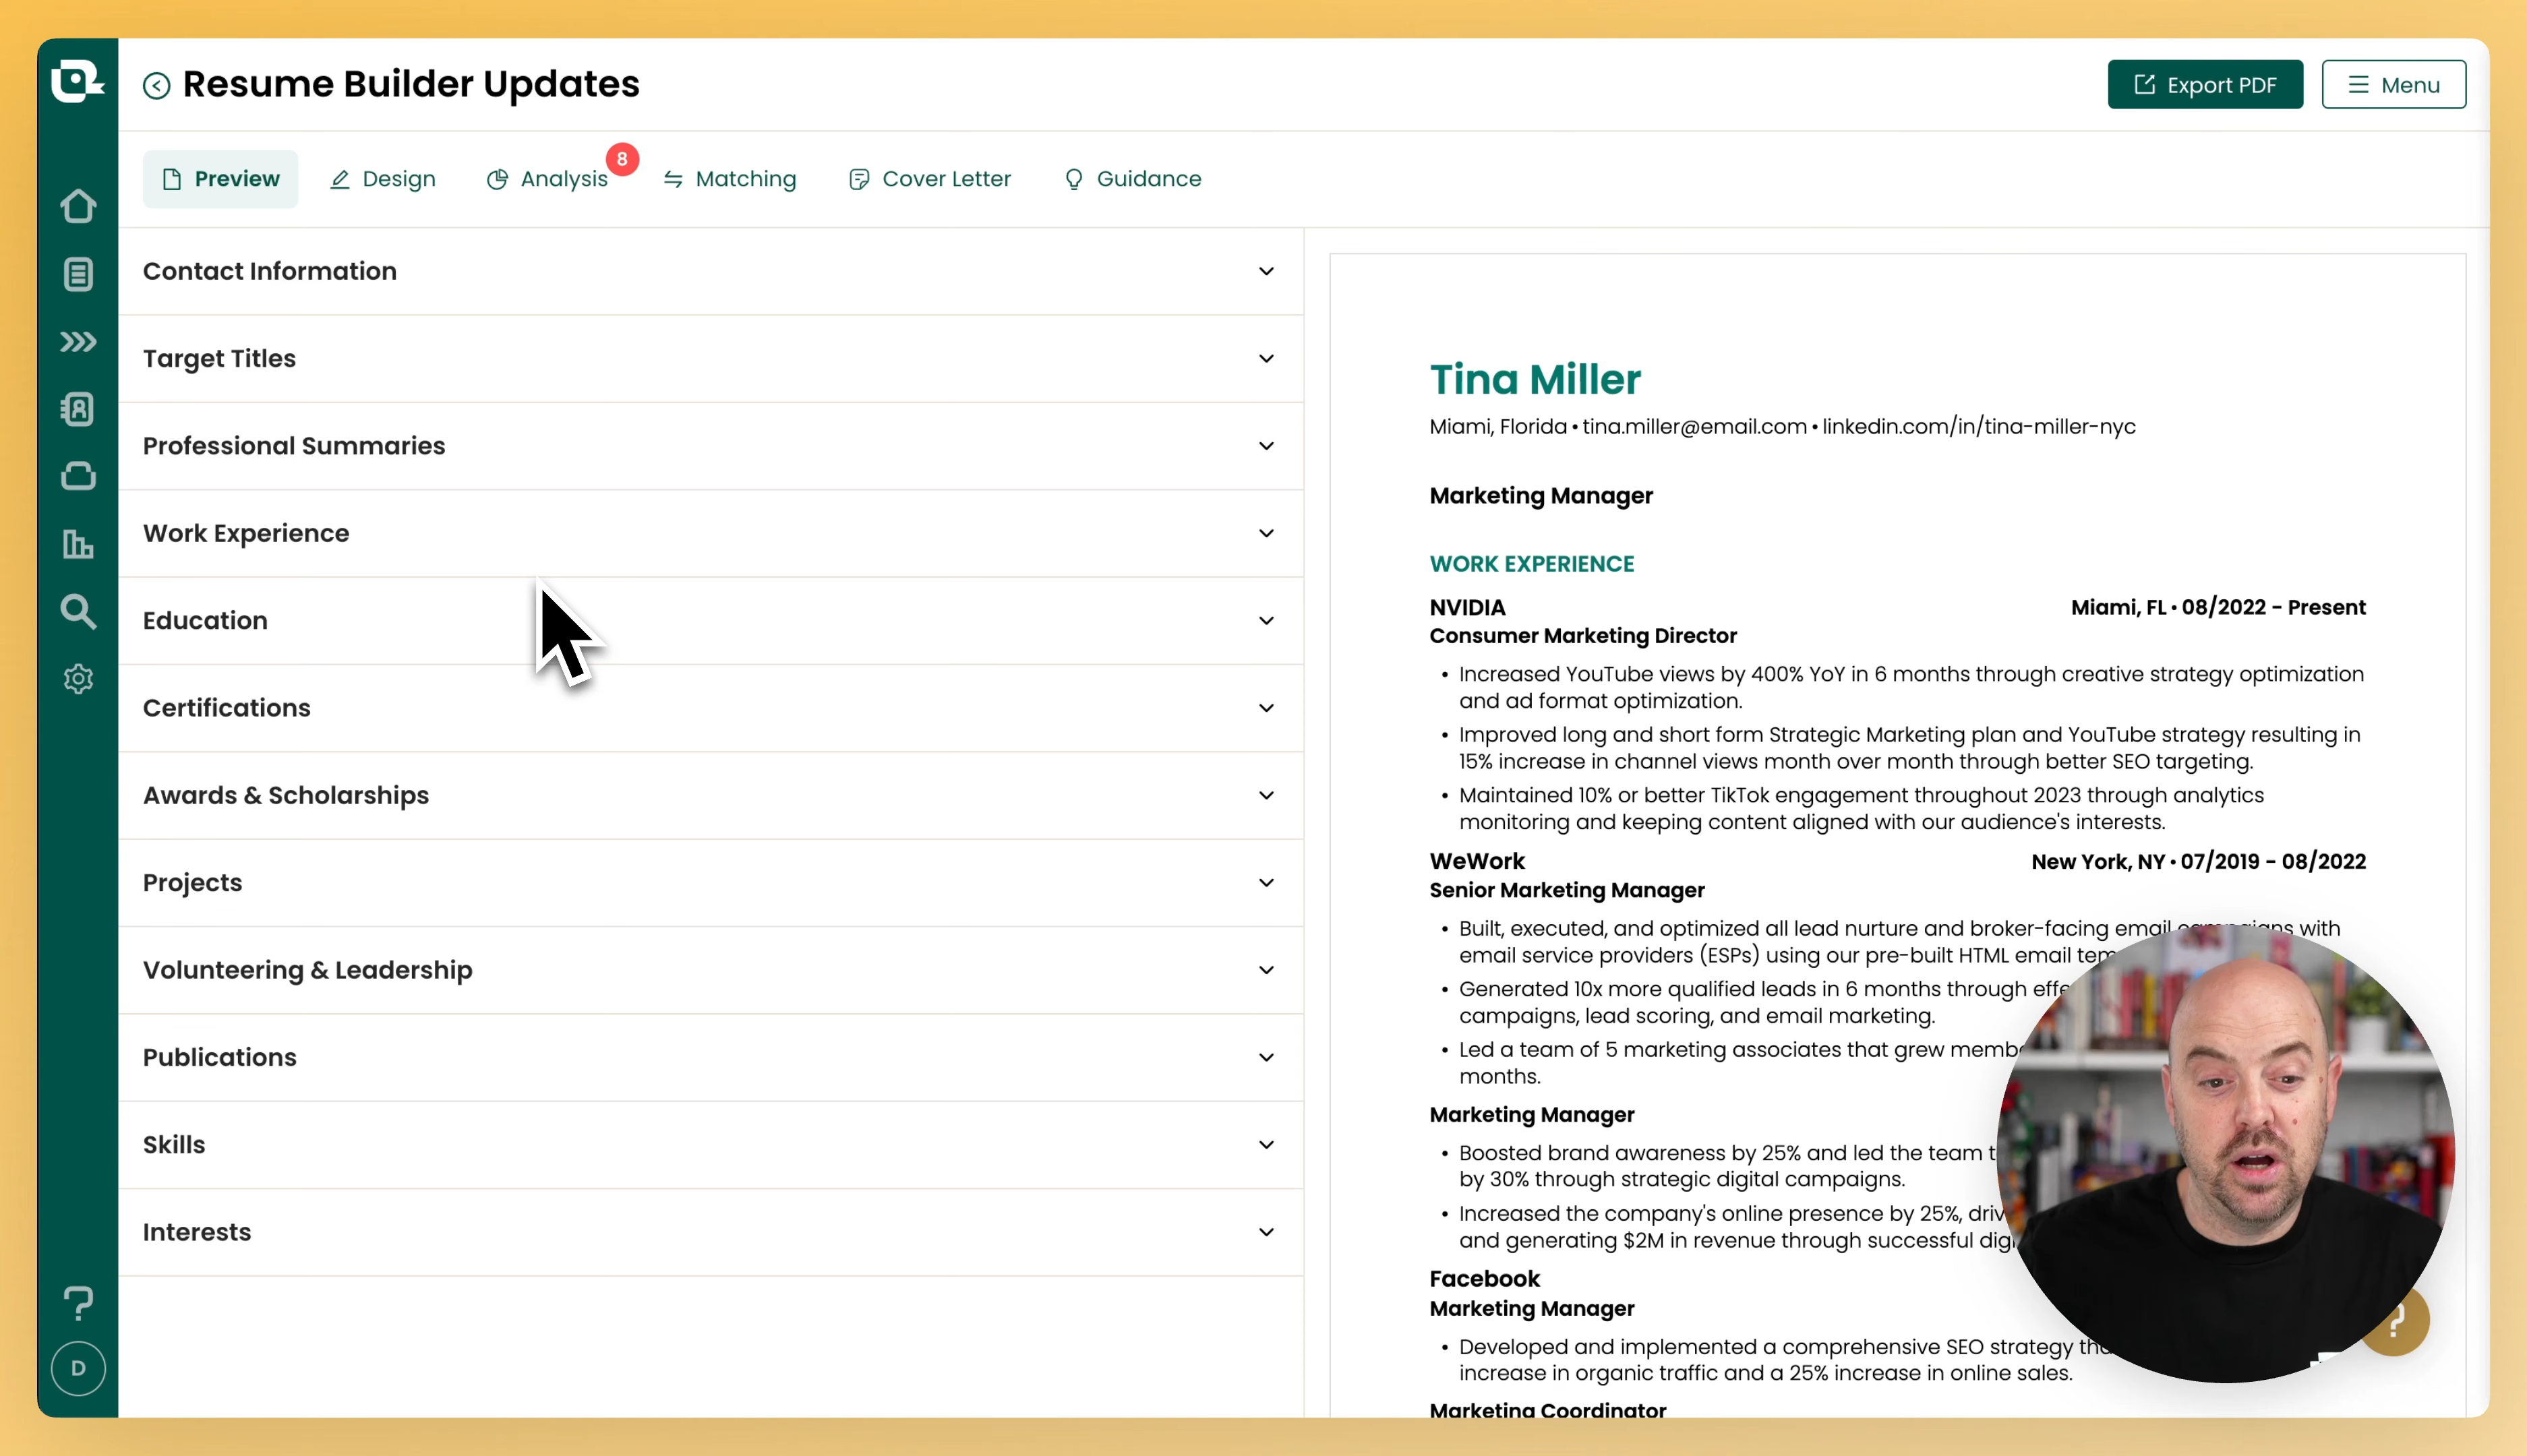 Resume Builder Updates
Export PDF
Menu
Preview
Design
Analysis
8
Matching
Cover Letter
Guidance
Contact Information
Target Titles
Professional Summaries
Work Experience
Education
Certifications
Awards & Scholarships
Projects
Volunteering & Leadership
Publications
Skills
Interests
?
D
Tina Miller
Miami, Florida • tina.miller@email.com • linkedin.com/in/tina-miller-nyc
Marketing Manager
WORK EXPERIENCE
NVIDIA
Miami, FL • 08/2022 - Present
Consumer Marketing Director
• Increased YouTube views by 400% YoY in 6 months through creative strategy optimization
and ad format optimization.
• Improved long and short form Strategic Marketing plan and YouTube strategy resulting in
15% increase in channel views month over month through better SEO targeting.
• Maintained 10% or better TikTok engagement throughout 2023 through analytics
monitoring and keeping content aligned with our audience's interests.
WeWork
New York, NY • 07/2019 - 08/2022
Senior Marketing Manager
• Built, executed, and optimized all lead nurture and broker-facing email campaigns with
email service providers (ESPs) using our pre-built HTML email
• Generated 10x more qualified leads in 6 months through
campaigns, lead scoring, and email marketing.
• Led a team of 5 marketing associates that grew
months.
Marketing Manager
• Boosted brand awareness by 25% and led the team
by 30% through strategic digital campaigns.
• Increased the company's online presence by 25%,
and generating $2M in revenue through successful
Facebook
Marketing Manager
• Developed and implemented a comprehensive SEO strategy
increase in organic traffic and a 25% increase in online sales.
Marketing Coordinator
?